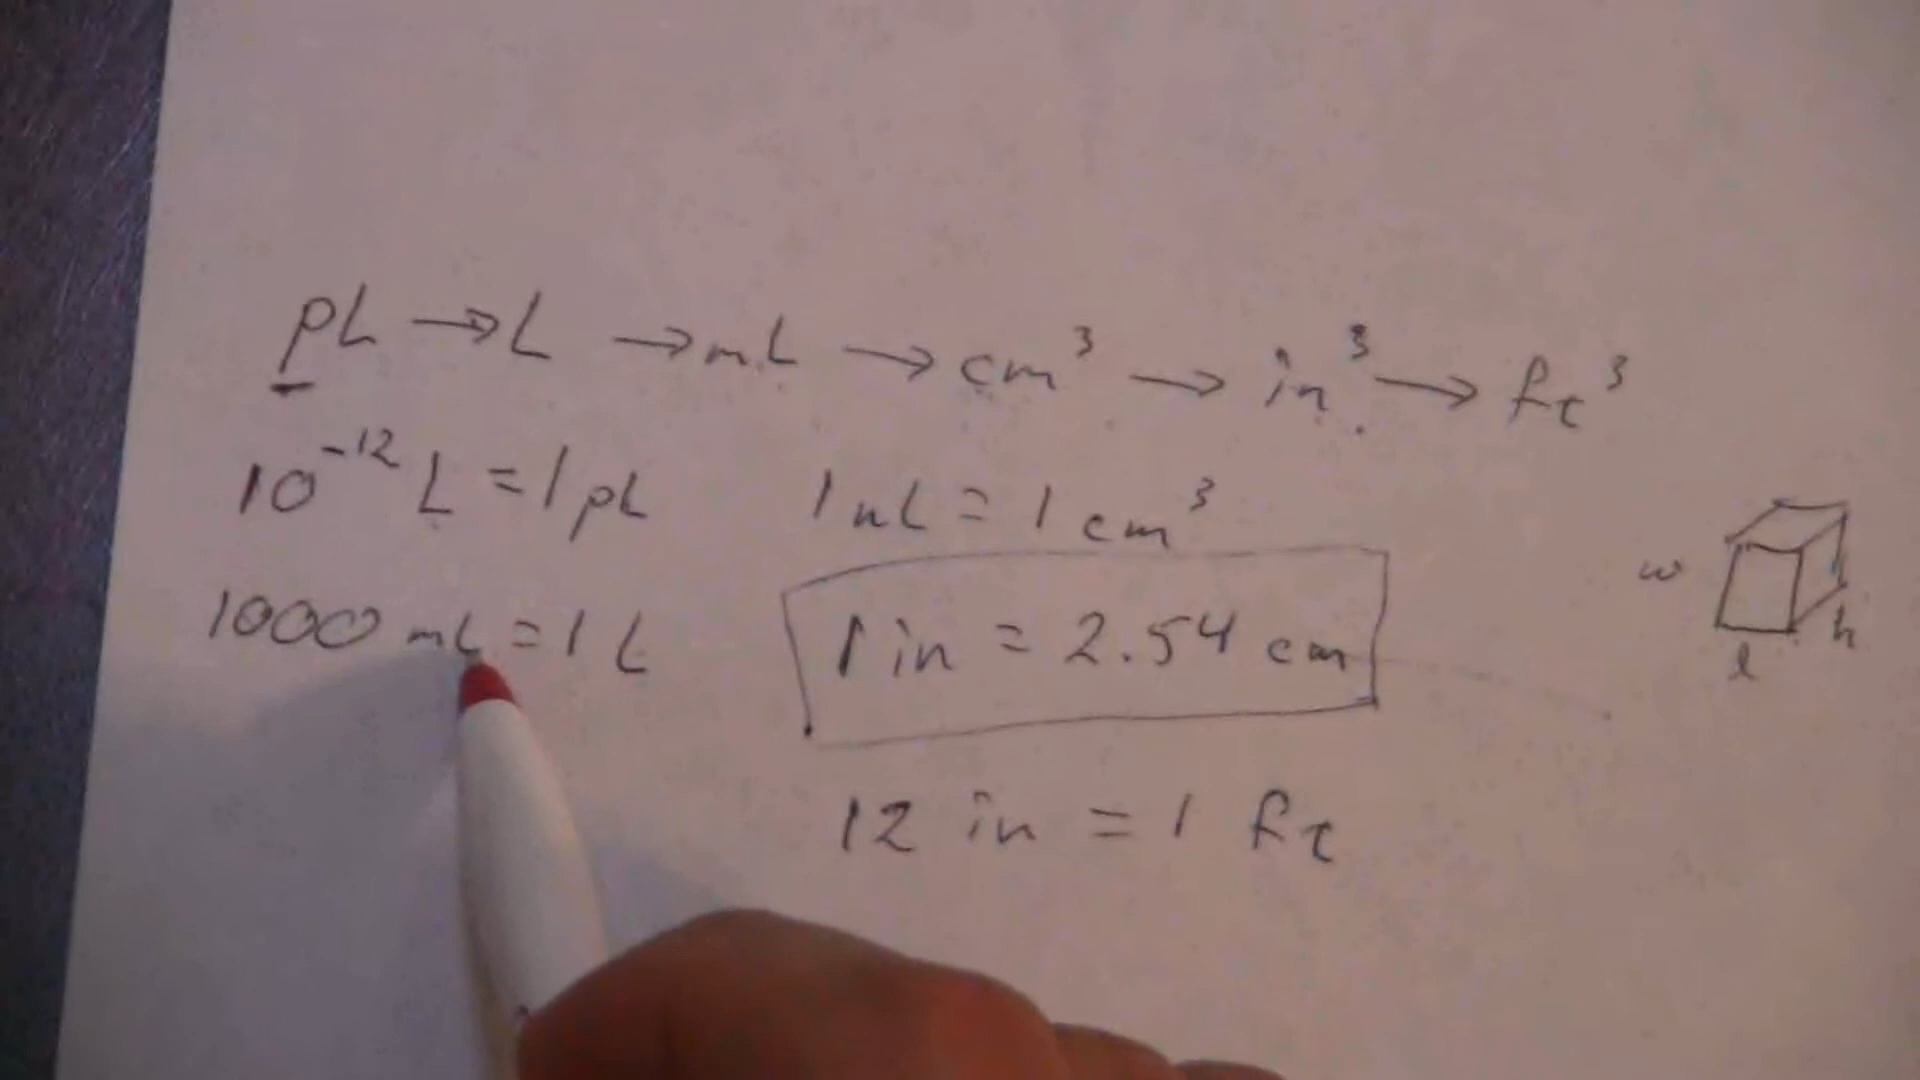 pL → L → mL → cm³ → in³ → ft³
10⁻¹² L = 1 pL
1 mL = 1 cm³
1000 mL = 1 L
1 in = 2.54 cm
12 in = 1 ft
w
h
l